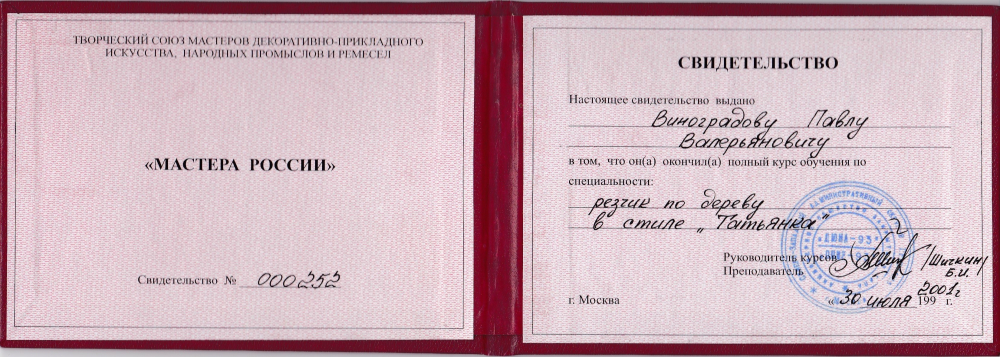 ТВОРЧЕСКИЙ СОЮЗ МАСТЕРОВ ДЕКОРАТИВНО-ПРИКЛАДНОГО
ИСКУССТВА, НАРОДНЫХ ПРОМЫСЛОВ И РЕМЕСЕЛ
«МАСТЕРА РОССИИ»
Свидетельство № 000252
СВИДЕТЕЛЬСТВО
Настоящее свидетельство выдано
Виноградову Павлу
Валерьяновичу
в том, что он(а) окончил(а) полный курс обучения по
специальности:
резчик по дереву
в стиле „Татьянка"
Руководитель курсов
Преподаватель
/Шичкин/
Б.И.
2001г
г. Москва
« 30 июля 199 г.